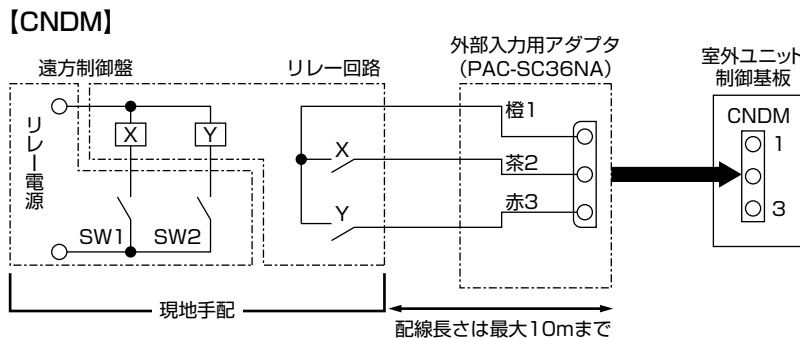 【CNDM】
遠方制御盤
リレー回路
外部入力用アダプタ
（PAC-SC36NA）
室外ユニット
制御基板
リレー電源
X
Y
SW1
SW2
X
Y
橙1
茶2
赤3
CNDM
1
3
現地手配
配線長さは最大10mまで